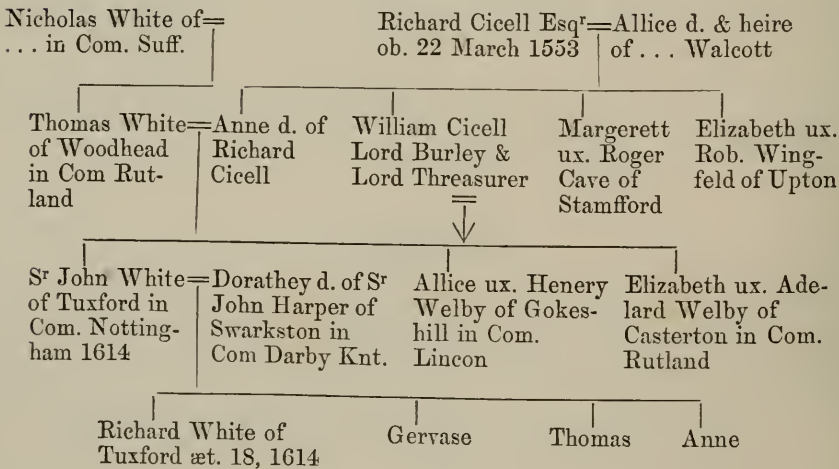 Nicholas White of=
... in Com. Suff.
Richard Cicell Esqʳ=Allice d. & heire
ob. 22 March 1553 of ... Walcott
Thomas White=
of Woodhead
in Com Rut-
land
Anne d. of
Richard
Cicell
William Cicell
Lord Burley &
Lord Threasurer
=
Margerett
ux. Roger
Cave of
Stamfford
Elizabeth ux.
Rob. Wing-
feld of Upton
Sʳ John White=
of Tuxford in
Com. Notting-
ham 1614
Dorathey d. of Sʳ
John Harper of
Swarkston in
Com Darby Knt.
Allice ux. Henery
Welby of Gokes-
hill in Com.
Lincon
Elizabeth ux. Ade-
lard Welby of
Casterton in Com.
Rutland
Richard White of
Tuxford æt. 18, 1614
Gervase
Thomas
Anne